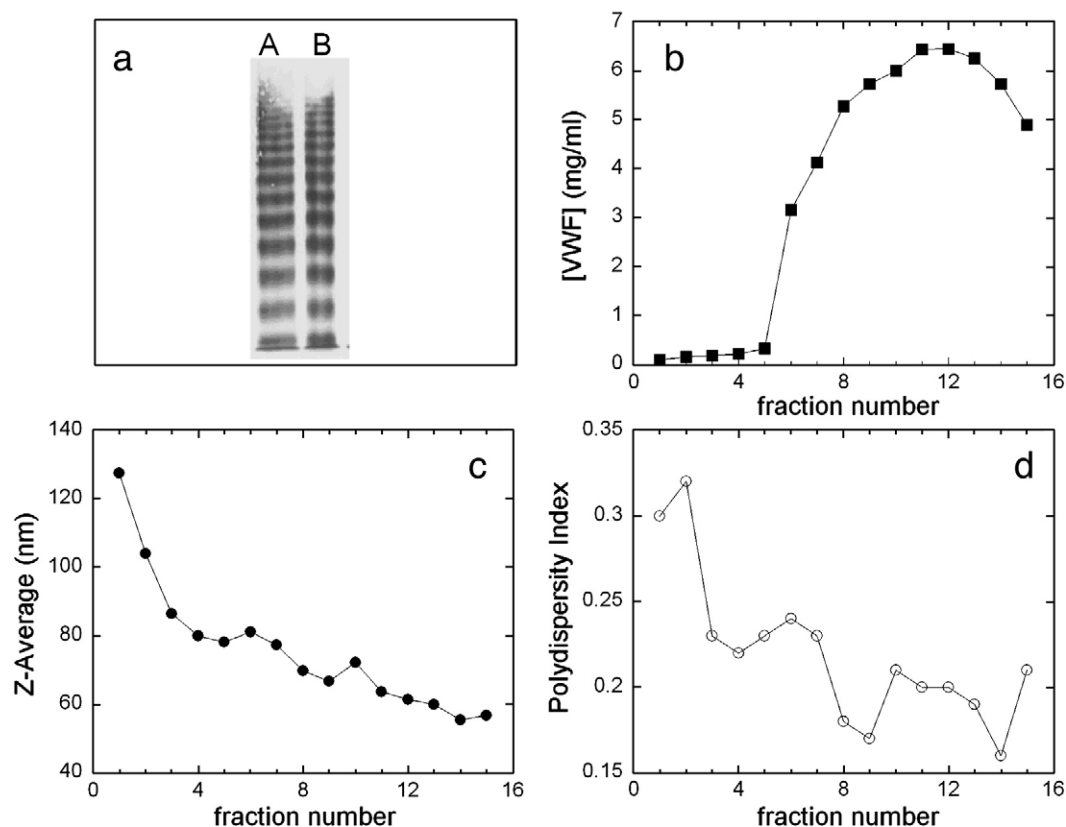 a
A B
b
7
6
5
4
3
2
1
0
[VWF] (mg/ml)
0 4 8 12 16
fraction number
c
140
120
100
80
60
40
Z-Average (nm)
0 4 8 12 16
fraction number
d
0.35
0.3
0.25
0.2
0.15
Polydispersity Index
0 4 8 12 16
fraction number